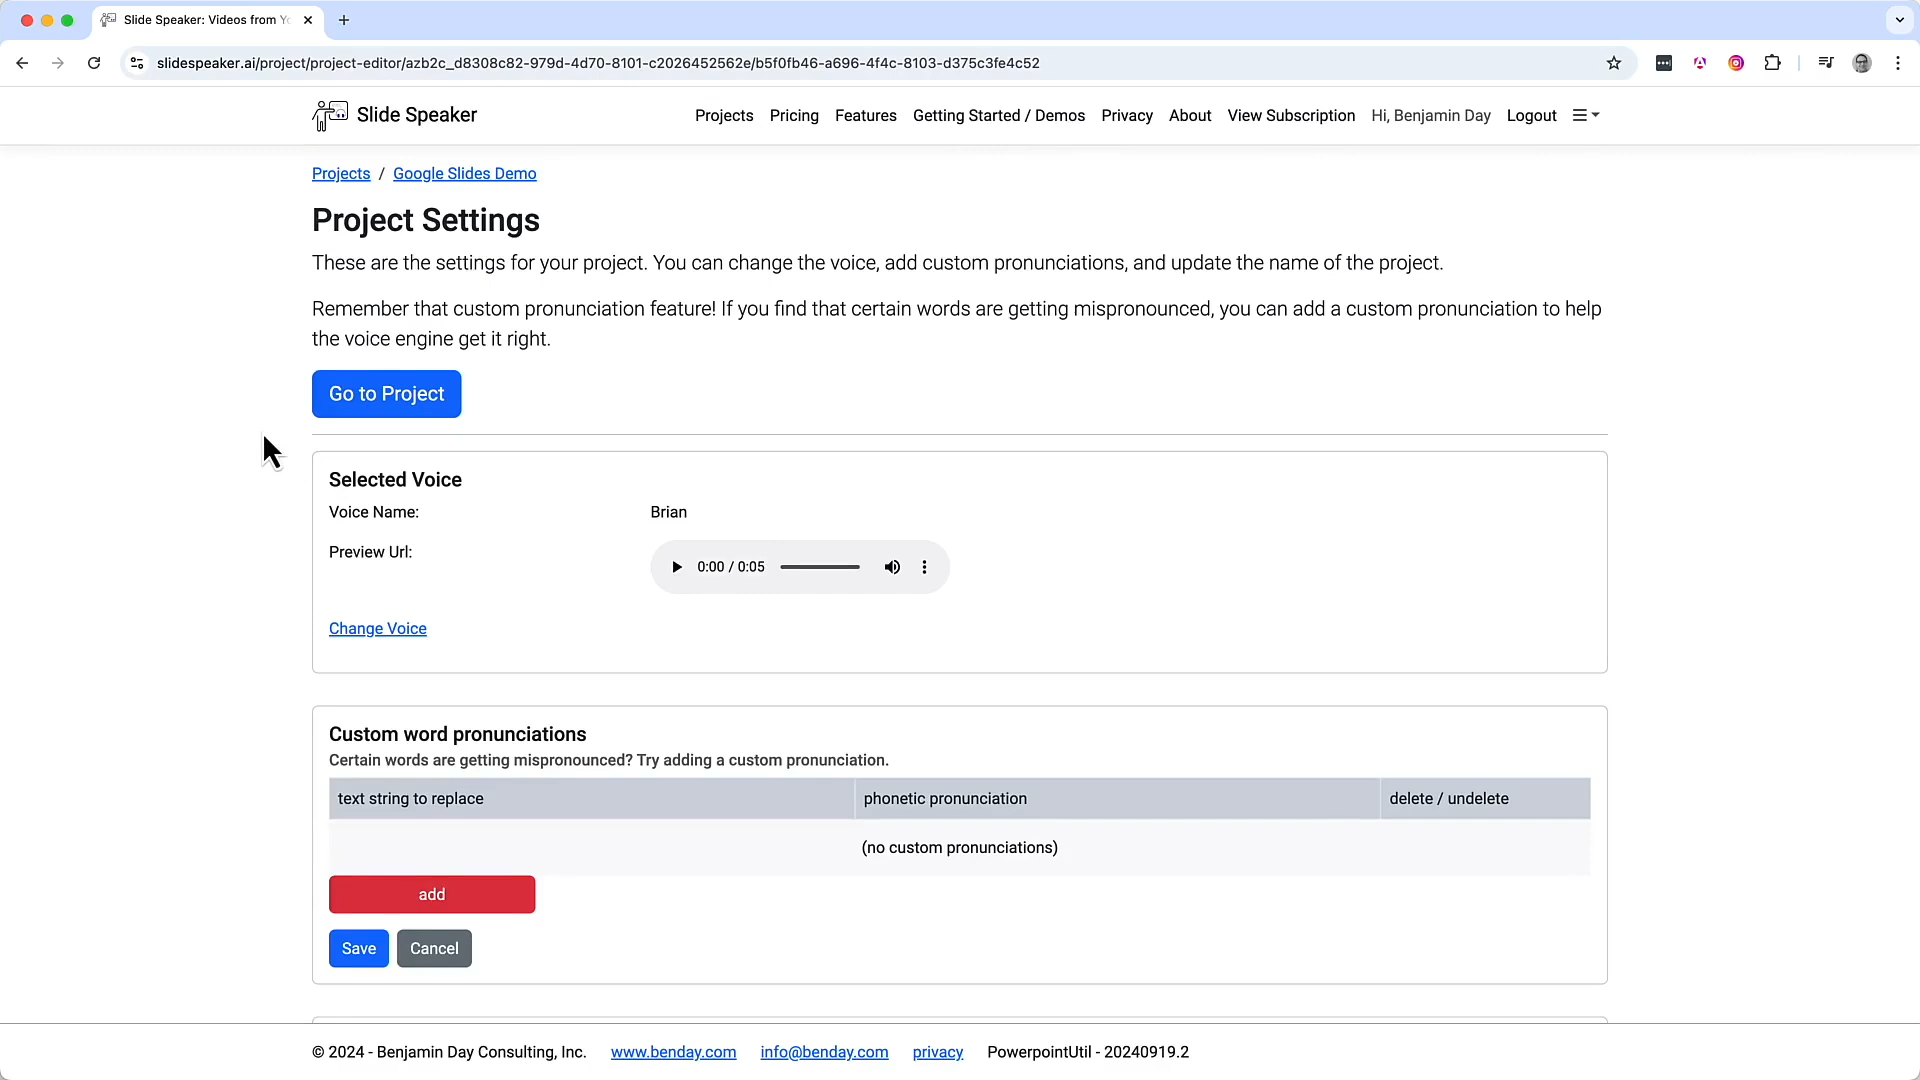 Slide Speaker: Videos from Yo
slidespeaker.ai/project/project-editor/azb2c_d8308c82-979d-4d70-8101-c2026452562e/b5f0fb46-a696-4f4c-8103-d375c3fe4c52
Slide Speaker
Projects Pricing Features Getting Started / Demos Privacy About View Subscription Hi, Benjamin Day Logout
Projects / Google Slides Demo
Project Settings
These are the settings for your project. You can change the voice, add custom pronunciations, and update the name of the project.
Remember that custom pronunciation feature! If you find that certain words are getting mispronounced, you can add a custom pronunciation to help
the voice engine get it right.
Go to Project
Selected Voice
Voice Name: Brian
Preview Url:
0:00 / 0:05
Change Voice
Custom word pronunciations
Certain words are getting mispronounced? Try adding a custom pronunciation.
text string to replace phonetic pronunciation delete / undelete
(no custom pronunciations)
add
Save Cancel
© 2024 - Benjamin Day Consulting, Inc. www.benday.com info@benday.com privacy PowerpointUtil - 20240919.2